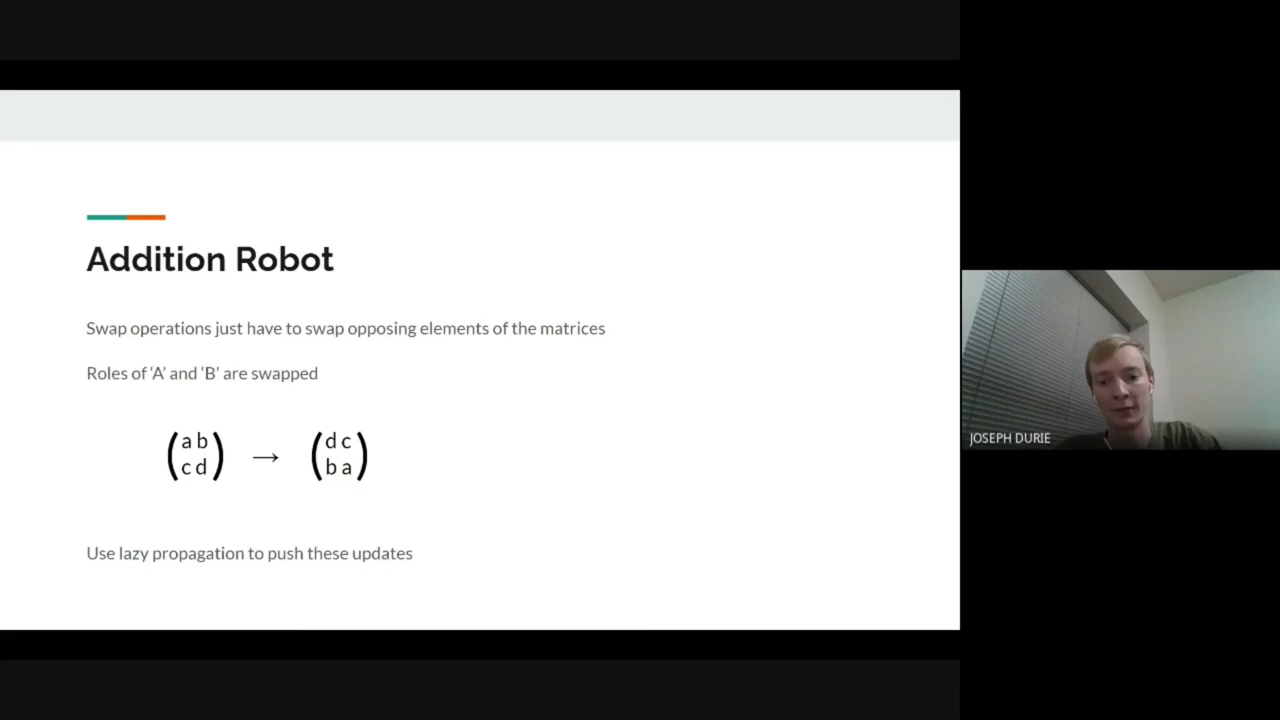 Addition Robot
Swap operations just have to swap opposing elements of the matrices
Roles of ‘A’ and ‘B’ are swapped
(a b → (d c
c d) b a)
Use lazy propagation to push these updates
JOSEPH DURIE